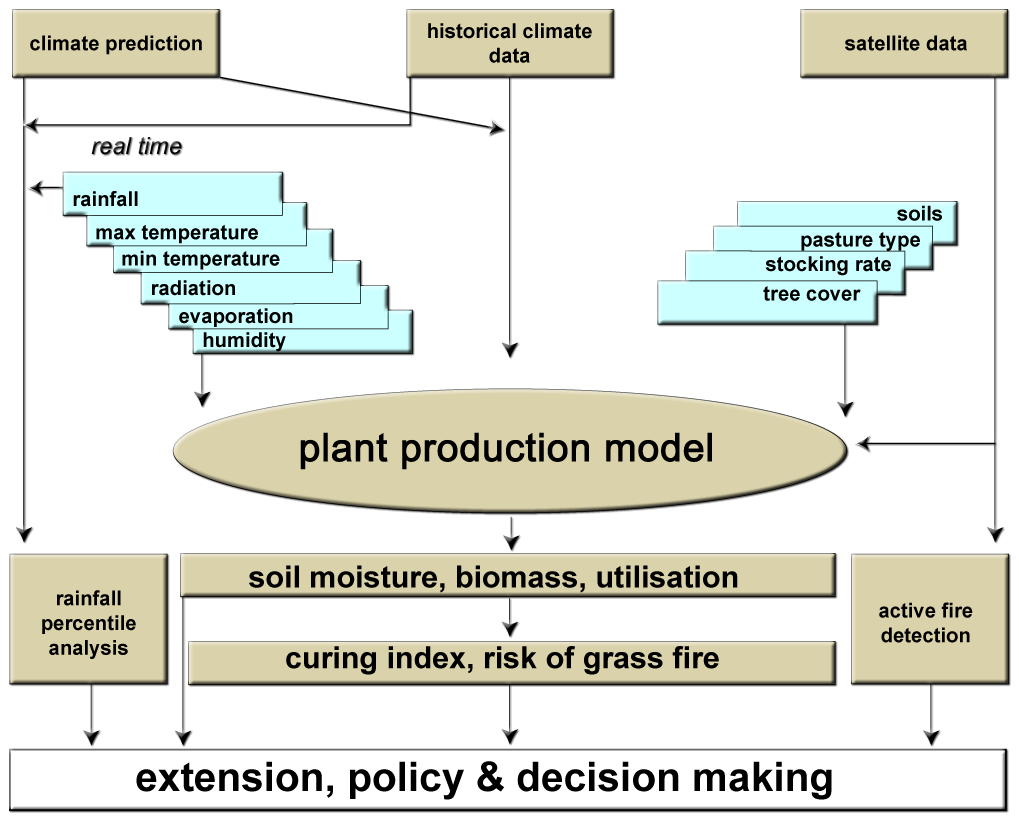 climate prediction
historical climate
data
satellite data
real time
rainfall
max temperature
min temperature
radiation
evaporation
humidity
soils
pasture type
stocking rate
tree cover
plant production model
rainfall
percentile
analysis
soil moisture, biomass, utilisation
curing index, risk of grass fire
active fire
detection
extension, policy & decision making